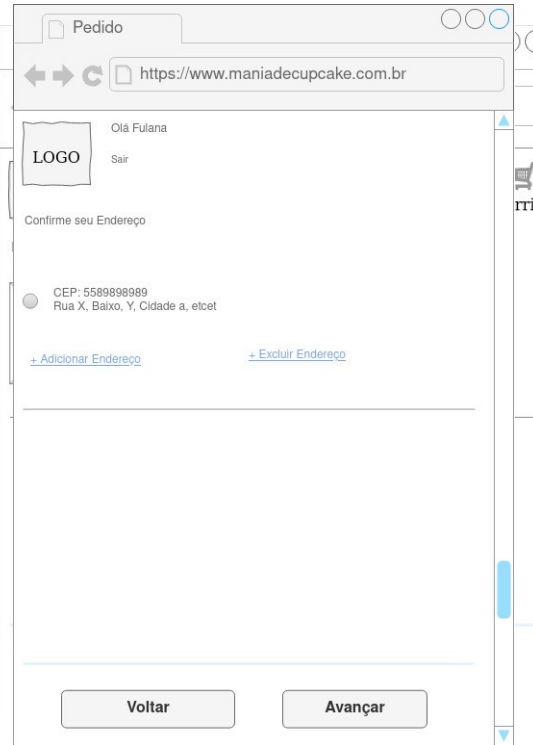 Pedido
https://www.maniadecupcake.com.br
LOGO
Olá Fulana
Sair
rri
Confirme seu Endereço
CEP: 5589898989
Rua X, Baixo, Y, Cidade a, etcet
+ Adicionar Endereço
+ Excluir Endereço
Voltar
Avançar